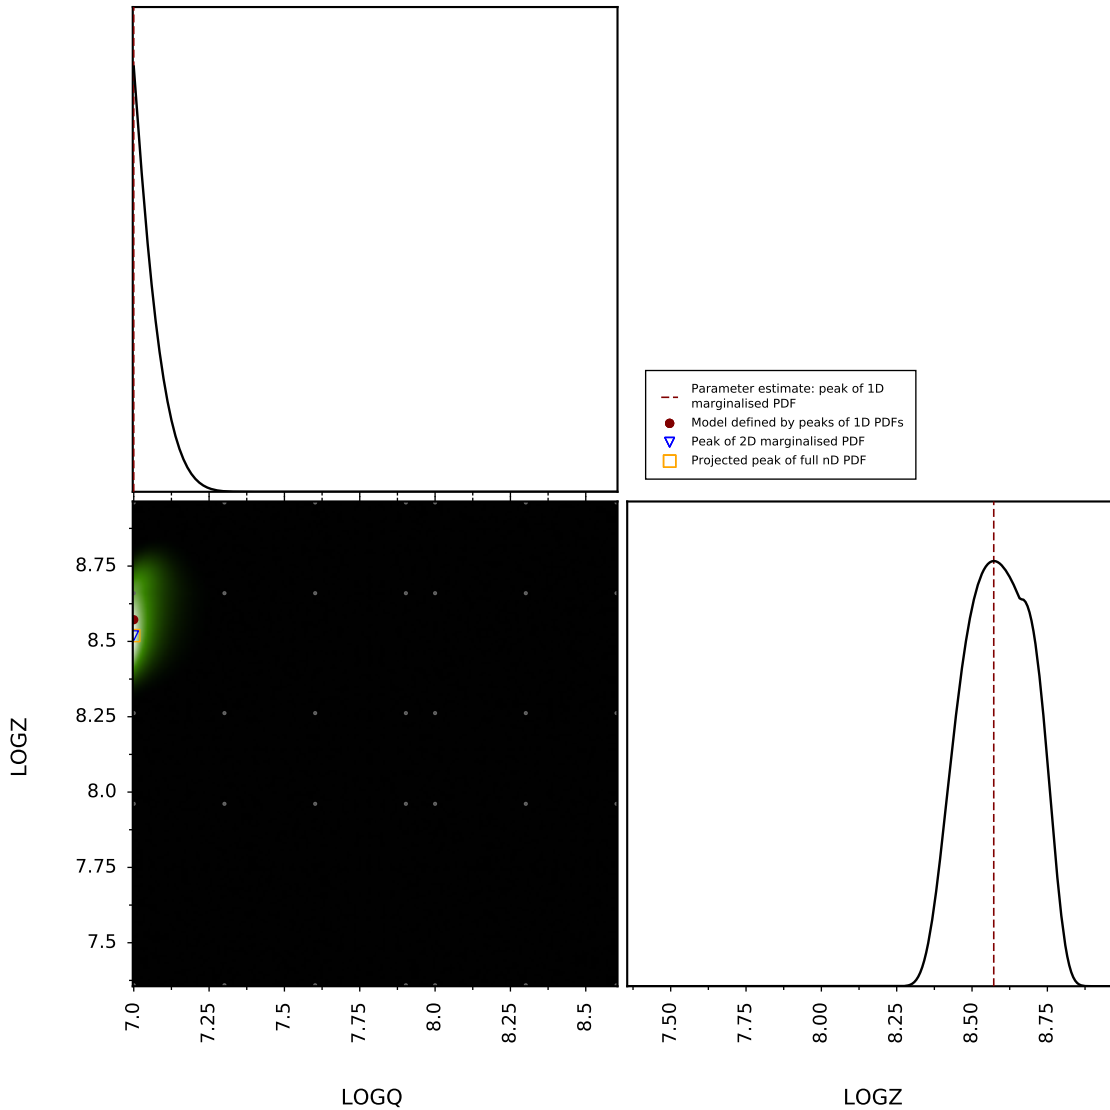 Parameter estimate: peak of 1D
marginalised PDF
Model defined by peaks of 1D PDFs
Peak of 2D marginalised PDF
Projected peak of full nD PDF
LOGZ
8.75
8.5
8.25
8.0
7.75
7.5
7.0
7.25
7.5
7.75
8.0
8.25
8.5
LOGQ
7.50
7.75
8.00
8.25
8.50
8.75
LOGZ